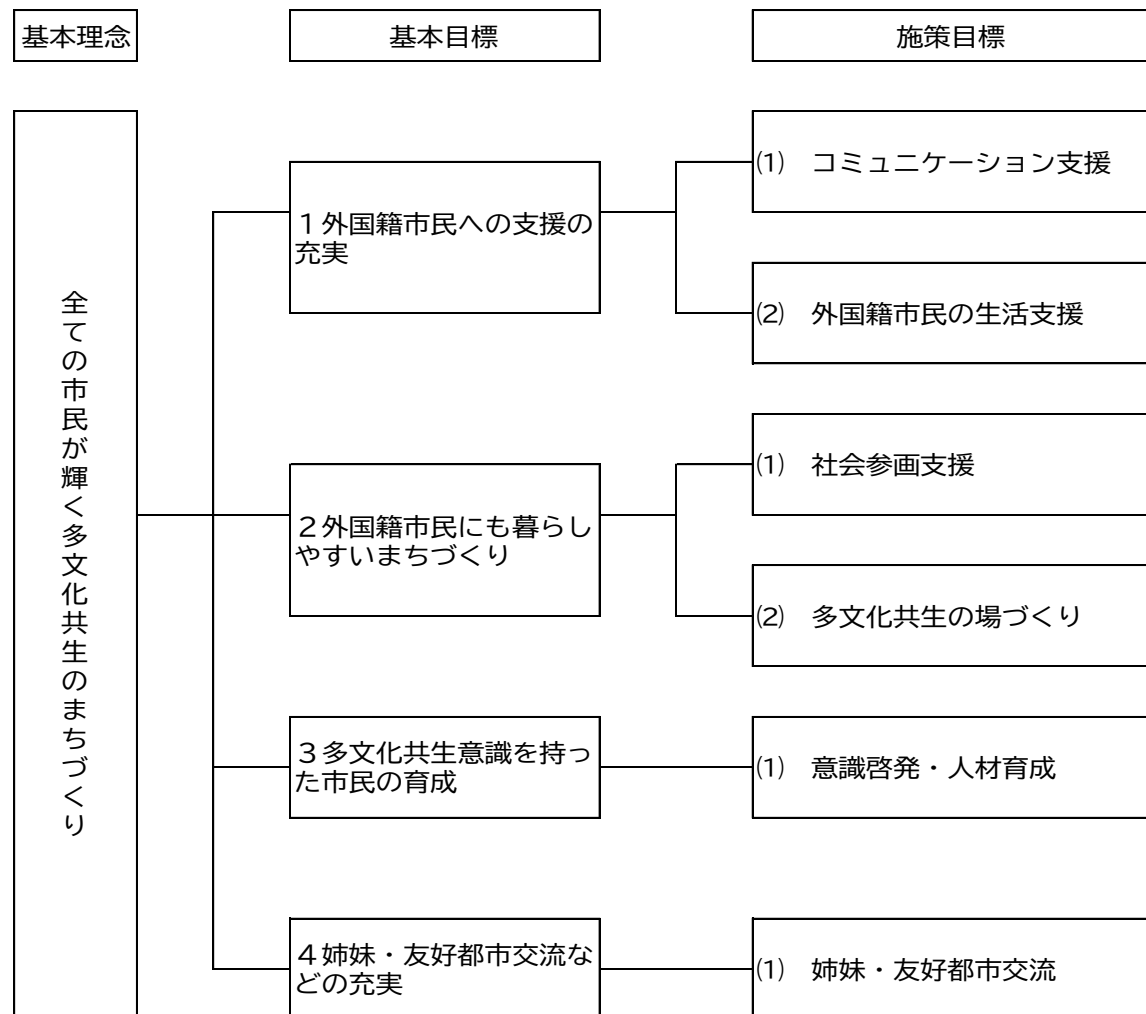 基本理念
基本目標
施策目標
全ての市民が輝く多文化共生のまちづくり
１外国籍市民への支援の
充実
⑴　コミュニケーション支援
⑵　外国籍市民の生活支援
２外国籍市民にも暮らし
やすいまちづくり
⑴　社会参画支援
⑵　多文化共生の場づくり
３多文化共生意識を持っ
た市民の育成
⑴　意識啓発・人材育成
４姉妹・友好都市交流な
どの充実
⑴　姉妹・友好都市交流